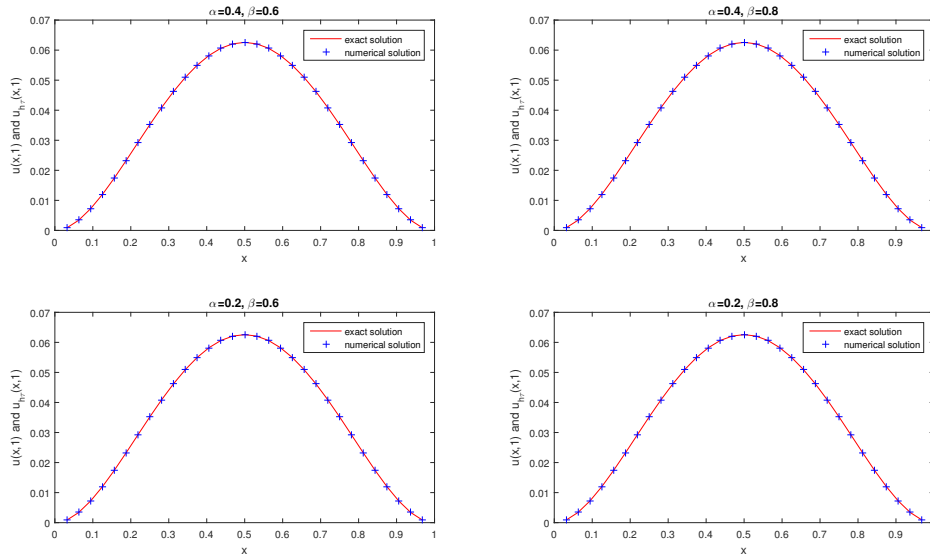 α=0.4, β=0.6
0.07
0.06
0.05
0.04
0.03
0.02
0.01
0
u(x,1) and u_hτ(x,1)
exact solution
numerical solution
0 0.1 0.2 0.3 0.4 0.5 0.6 0.7 0.8 0.9 1
x
α=0.4, β=0.8
0.07
0.06
0.05
0.04
0.03
0.02
0.01
0
u(x,1) and u_hτ(x,1)
exact solution
numerical solution
0 0.1 0.2 0.3 0.4 0.5 0.6 0.7 0.8 0.9
x
α=0.2, β=0.6
0.07
0.06
0.05
0.04
0.03
0.02
0.01
0
u(x,1) and u_hτ(x,1)
exact solution
numerical solution
0 0.1 0.2 0.3 0.4 0.5 0.6 0.7 0.8 0.9 1
x
α=0.2, β=0.8
0.07
0.06
0.05
0.04
0.03
0.02
0.01
0
u(x,1) and u_hτ(x,1)
exact solution
numerical solution
0 0.1 0.2 0.3 0.4 0.5 0.6 0.7 0.8 0.9
x